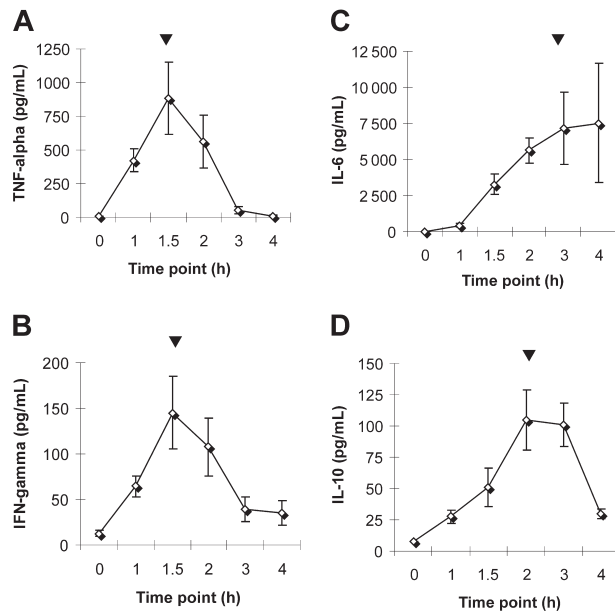 A
TNF-alpha (pg/mL)
1250
1000
750
500
250
0
0 1 1.5 2 3 4
Time point (h)
C
IL-6 (pg/mL)
12 500
10 000
7 500
5 000
2 500
0
0 1 1.5 2 3 4
Time point (h)
B
IFN-gamma (pg/mL)
200
150
100
50
0
0 1 1.5 2 3 4
Time point (h)
D
IL-10 (pg/mL)
150
125
100
75
50
25
0
0 1 1.5 2 3 4
Time point (h)